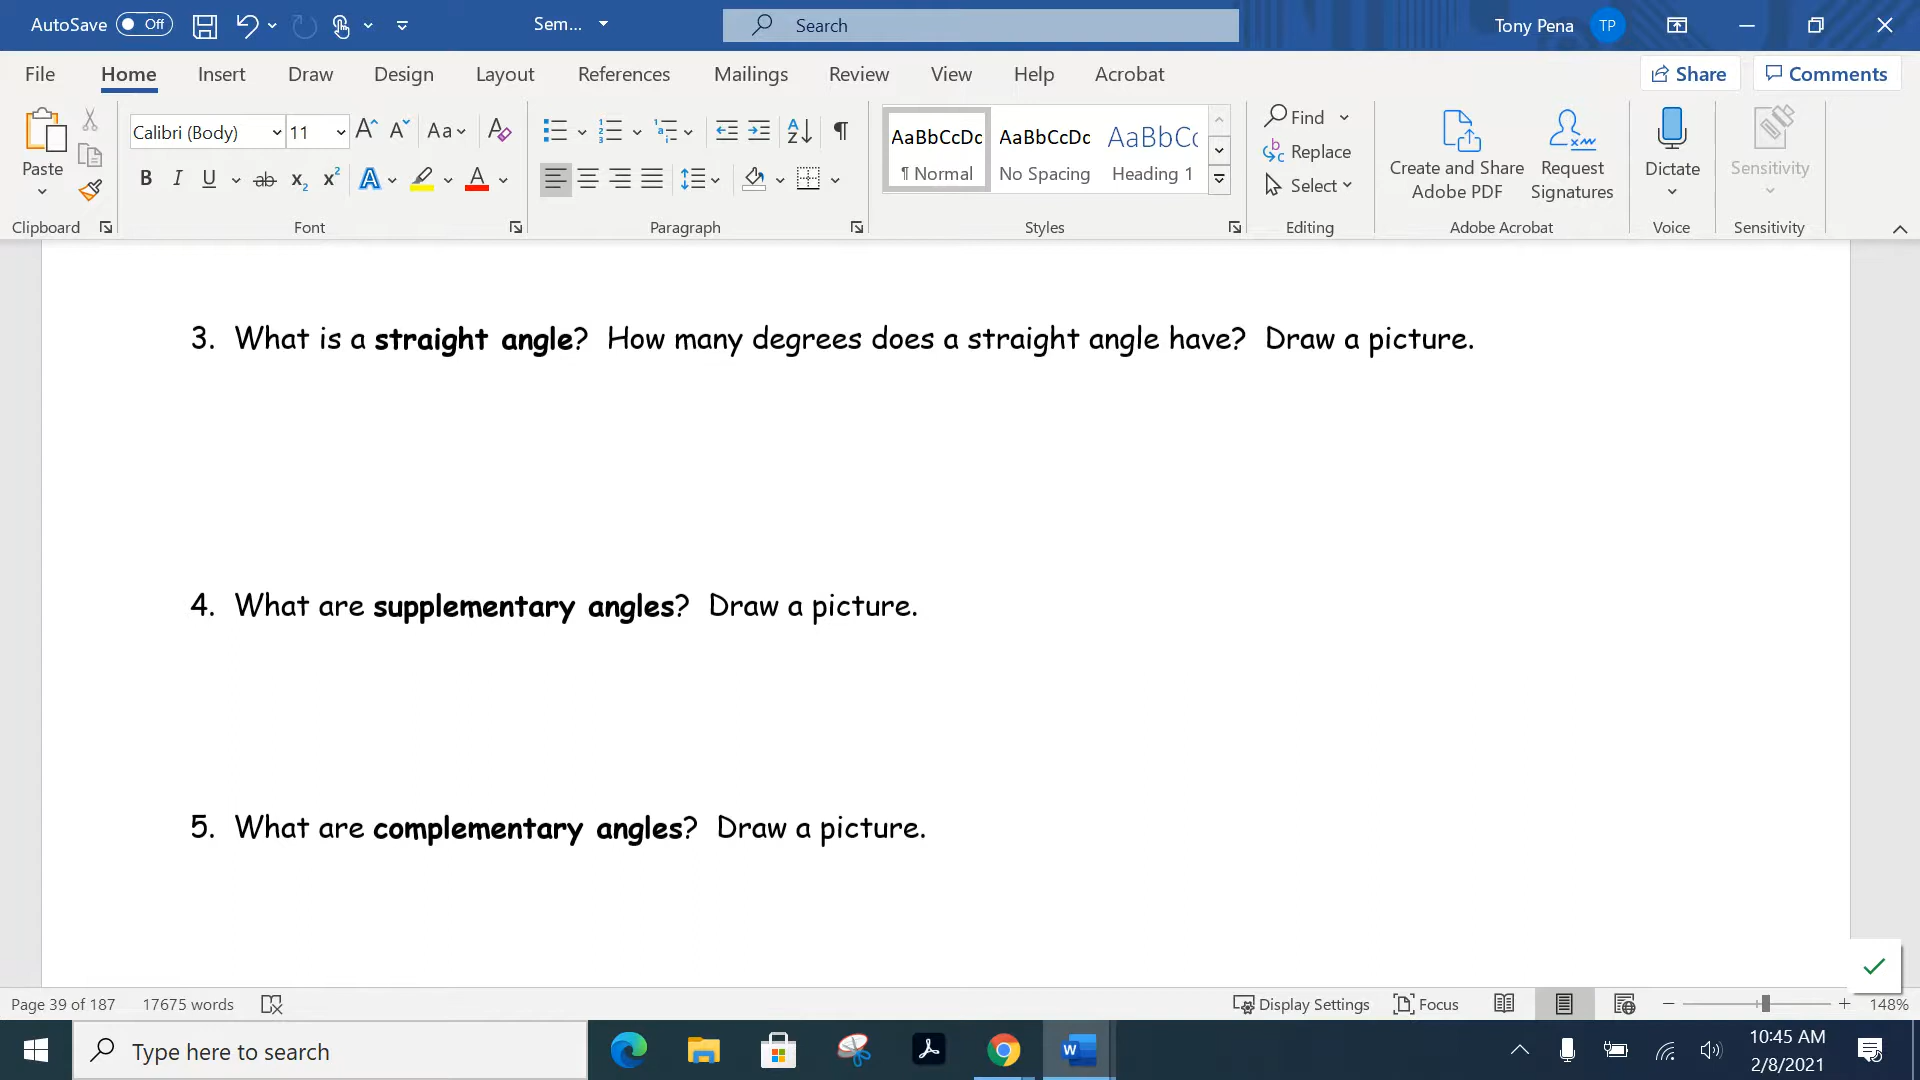 AutoSave Off Sem... Search Tony Pena TP
File Home Insert Draw Design Layout References Mailings Review View Help Acrobat Share Comments
Paste Calibri (Body) 11 Aa AaBbCcDc AaBbCcDc AaBbCc Find Replace Select Create and Share Adobe PDF Request Signatures Dictate Sensitivity
¶ Normal No Spacing Heading 1
Clipboard Font Paragraph Styles Editing Adobe Acrobat Voice Sensitivity
3. What is a straight angle? How many degrees does a straight angle have? Draw a picture.
4. What are supplementary angles? Draw a picture.
5. What are complementary angles? Draw a picture.
Page 39 of 187 17675 words Display Settings Focus 148%
Type here to search 10:45 AM
2/8/2021